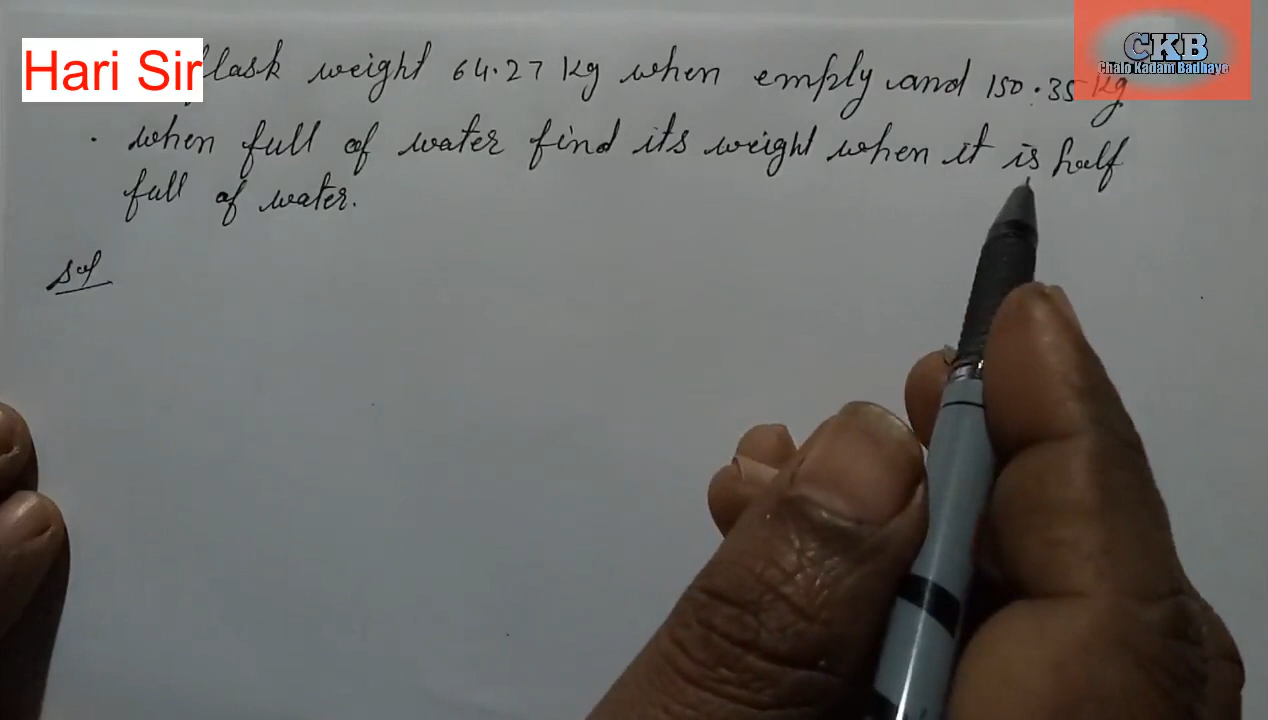 Hari Sir flask weight 64.27 Kg when emply and 150.35 Kg
CKB
Chalo Kadam Badhaye
when full of water find its weight when it is half
full of water.
Sol